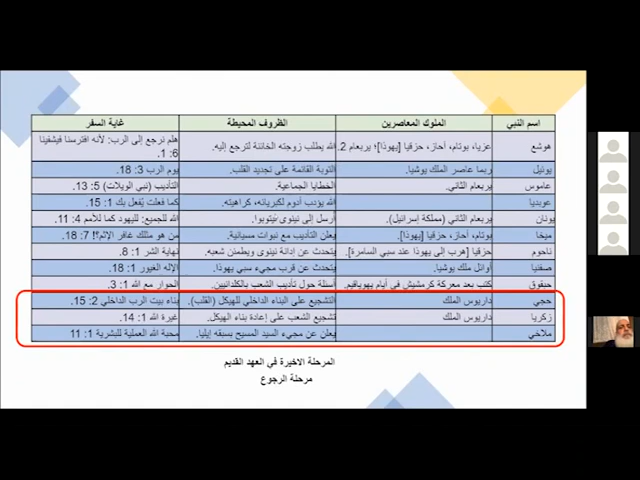 اسم النبي الملوك المعاصرين الظروف المحيطة غاية السفر
هوشع عزيا، يوثام، أحاز، حزقيا [يهوذا]؛ يربعام 2. الله يطلب زوجته الخائنة لترجع إليه. هلم نرجع إلى الرب: لأنه افترسنا فيشفينا
6: 1.
يوئيل ربما عاصر الملك يوشيا. التوبة القائمة على تجديد القلب. يوم الرب 3: 18.
عاموس يربعام الثاني. الخطايا الجماعية. التأديب (نبي الويلات) 5: 13.
عوبديا الله يؤدب أدوم لكبريائه، كراهيته. كما فعلت يُفعل بك 1: 15.
يونان يربعام الثاني (مملكة إسرائيل). أرسل إلى نينوى ليتوبوا. الله للجميع: لليهود كما للأمم 4: 11.
ميخا يوثام، أحاز، حزقيا [يهوذا]. يعلن التأديب مع نبوات مسيانية. من هو مثلك غافر الإثم؟! 7: 18.
ناحوم حزقيا [هرب إلى يهوذا عند سبي السامرة]. يتحدث عن إدانة نينوى ويطمئن شعبه. نهاية الشر 1: 8.
صفنيا أوائل ملك يوشيا. يتحدث عن قرب مجيء سبي يهوذا. الإله الغيور 1: 18.
حبقوق كتب بعد معركة كرمشيش في أيام يهوياقيم. أسئلة حول تأديب الشعب بالكلدانيين. الحوار مع الله 1: 3.
حجي داريوس الملك التشجيع على البناء الداخلي للهيكل (القلب). بناء بيت الرب الداخلي 2: 15.
زكريا داريوس الملك تشجيع الشعب على إعادة بناء الهيكل. غيرة الله 1: 14.
ملاخي يعلن عن مجيء السيد المسيح بسبقه إيليا. محبة الله العملية للبشرية 1: 11
المرحلة الاخيرة في العهد القديم
مرحلة الرجوع